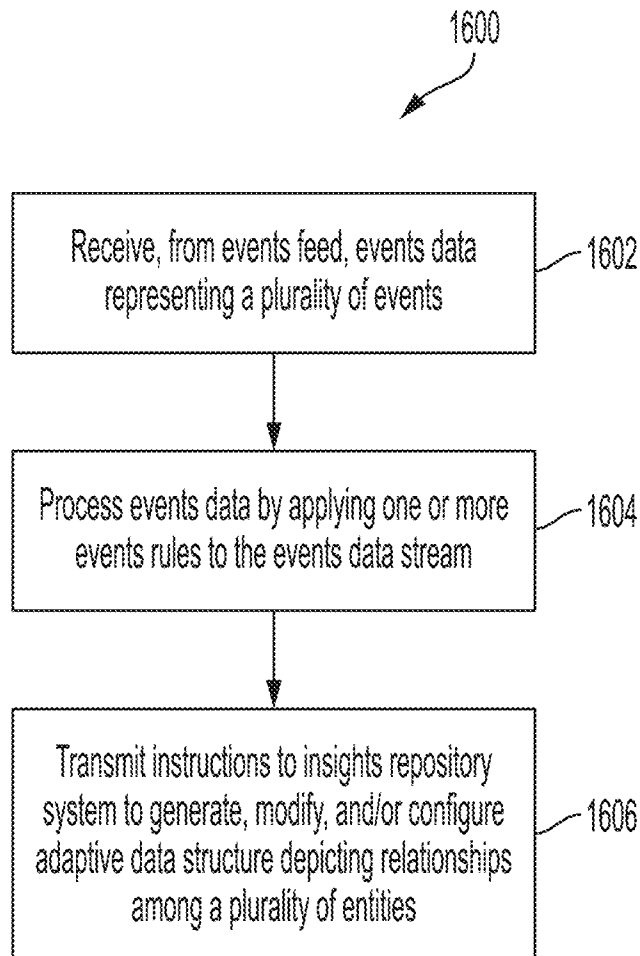 1600
Receive, from events feed, events data
representing a plurality of events
1602
Process events data by applying one or more
events rules to the events data stream
1604
Transmit instructions to insights repository
system to generate, modify, and/or configure
adaptive data structure depicting relationships
among a plurality of entities
1606